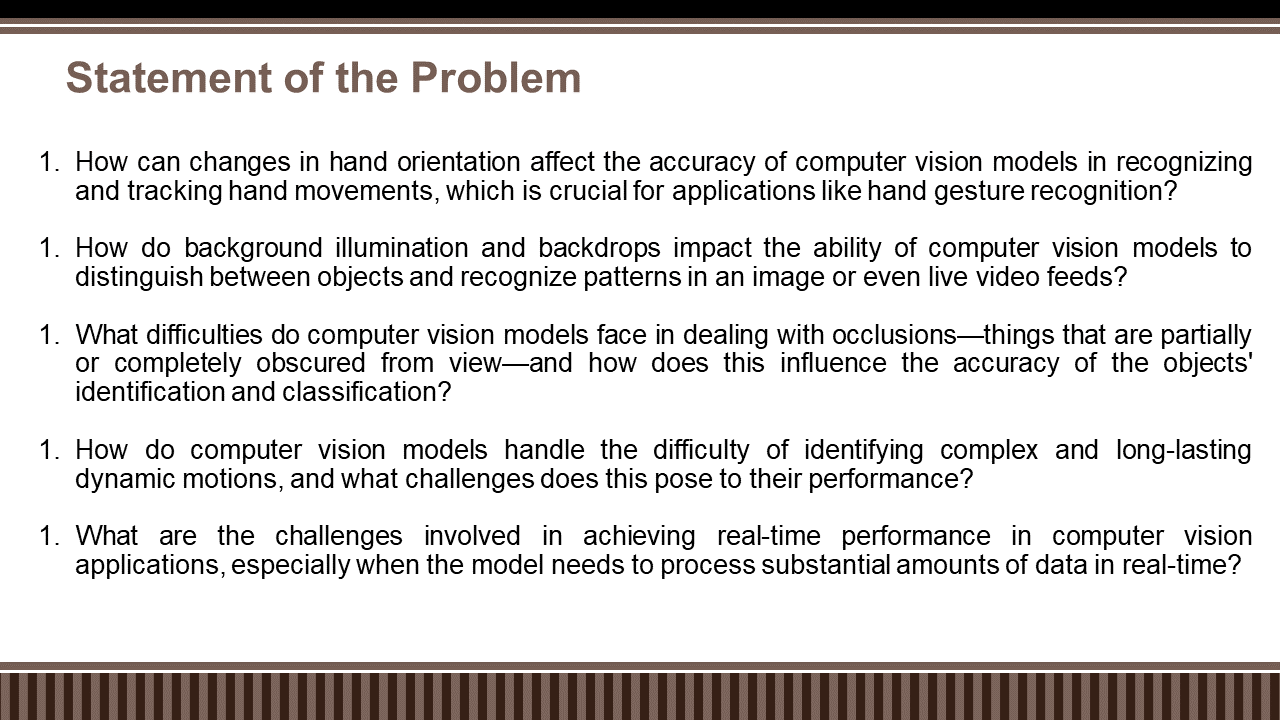 Statement of the Problem
1. How can changes in hand orientation affect the accuracy of computer vision models in recognizing
and tracking hand movements, which is crucial for applications like hand gesture recognition?
1. How do background illumination and backdrops impact the ability of computer vision models to
distinguish between objects and recognize patterns in an image or even live video feeds?
1. What difficulties do computer vision models face in dealing with occlusions—things that are partially
or completely obscured from view—and how does this influence the accuracy of the objects'
identification and classification?
1. How do computer vision models handle the difficulty of identifying complex and long-lasting
dynamic motions, and what challenges does this pose to their performance?
1. What are the challenges involved in achieving real-time performance in computer vision
applications, especially when the model needs to process substantial amounts of data in real-time?